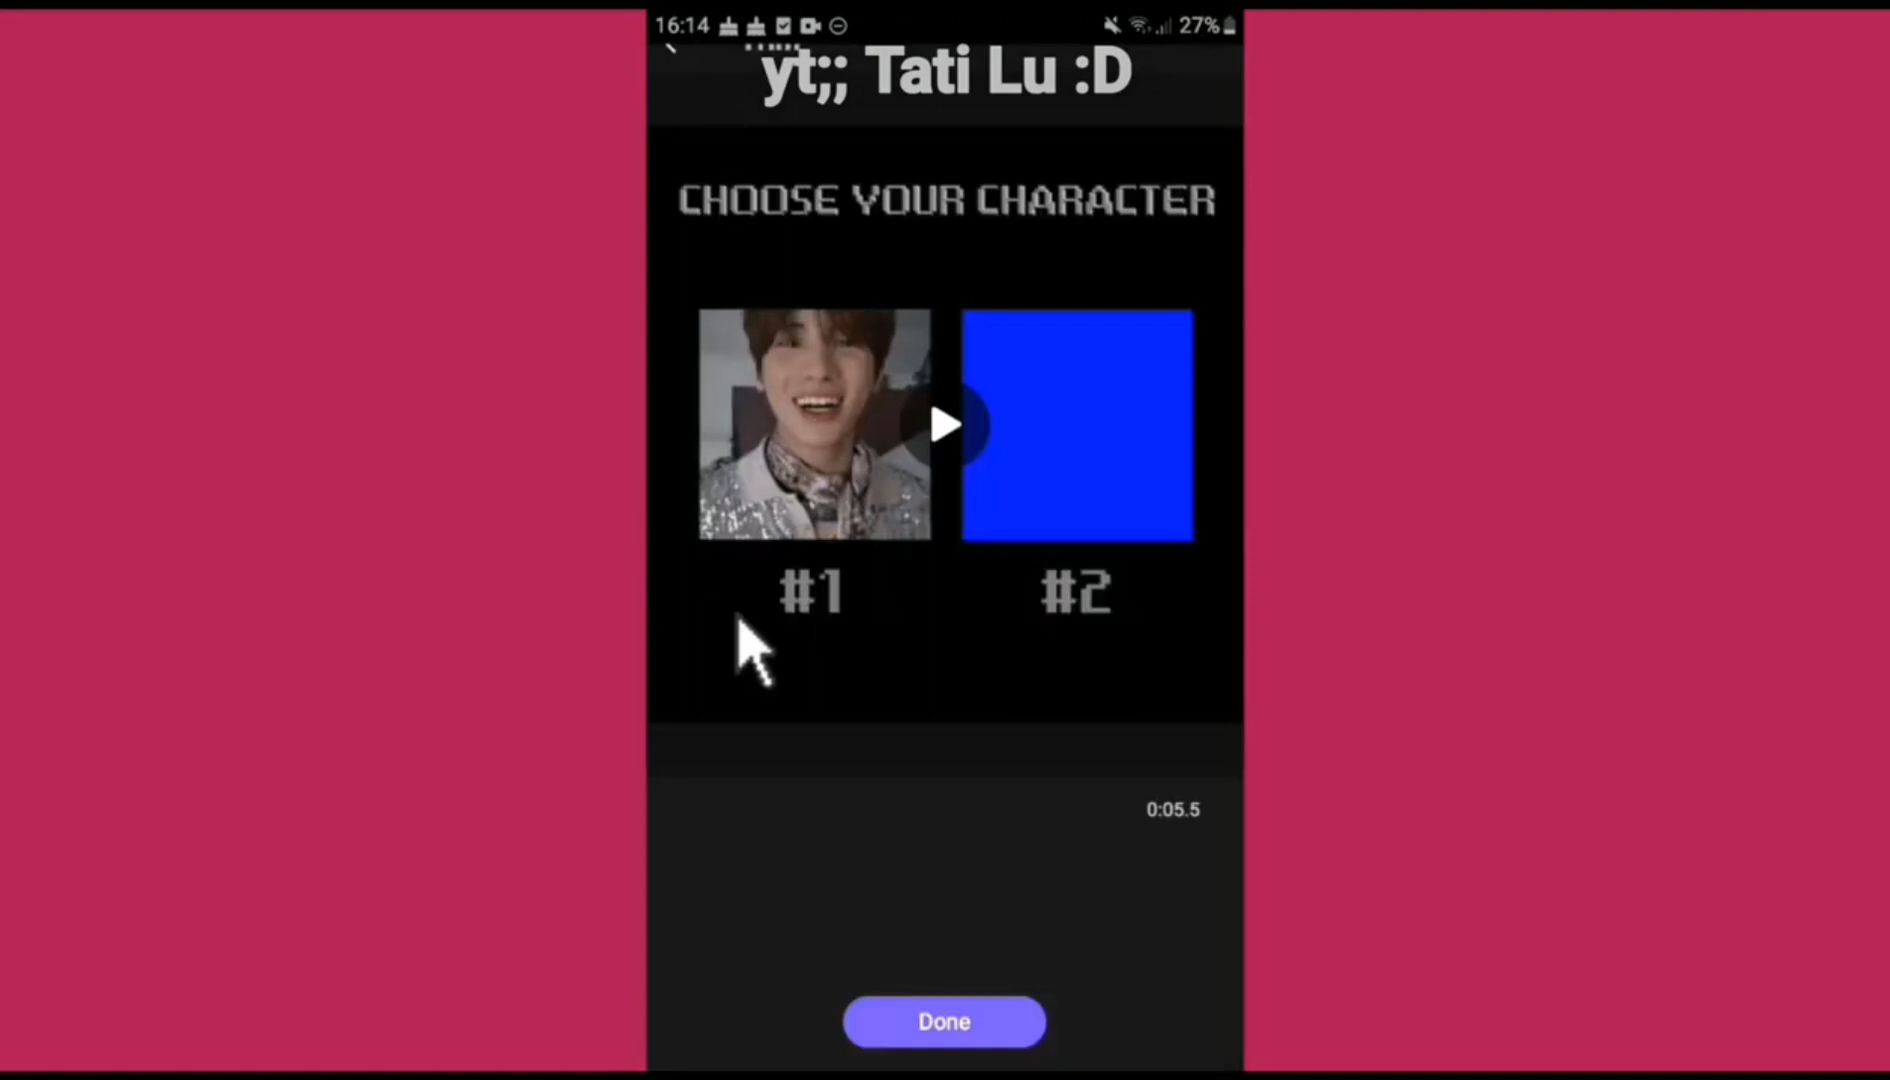 16:14
27%
yt;; Tati Lu :D
CHOOSE YOUR CHARACTER
#1
#2
0:05.5
Done